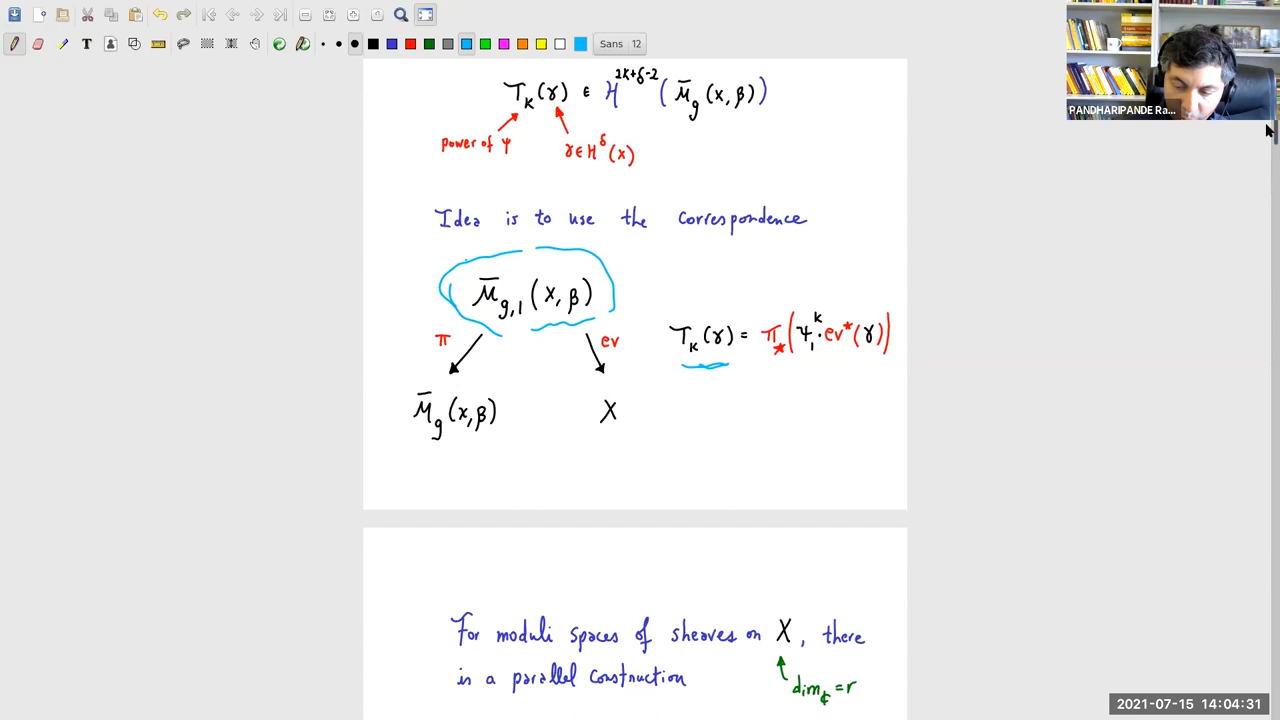 Sans 12
τ_k(γ) ∈ H^{2k+δ-2}(M̄_g(X,β))
power of ψ
γ∈H^δ(X)
PANDHARIPANDE Ra...
Idea is to use the correspondence
M̄_{g,1}(X,β)
π
ev
τ_k(γ) = π_*(ψ_1^k · ev*(γ))
M̄_g(X,β)
X
For moduli spaces of sheaves on X, there
is a parallel construction
dim_ℂ = r
2021-07-15 14:04:31